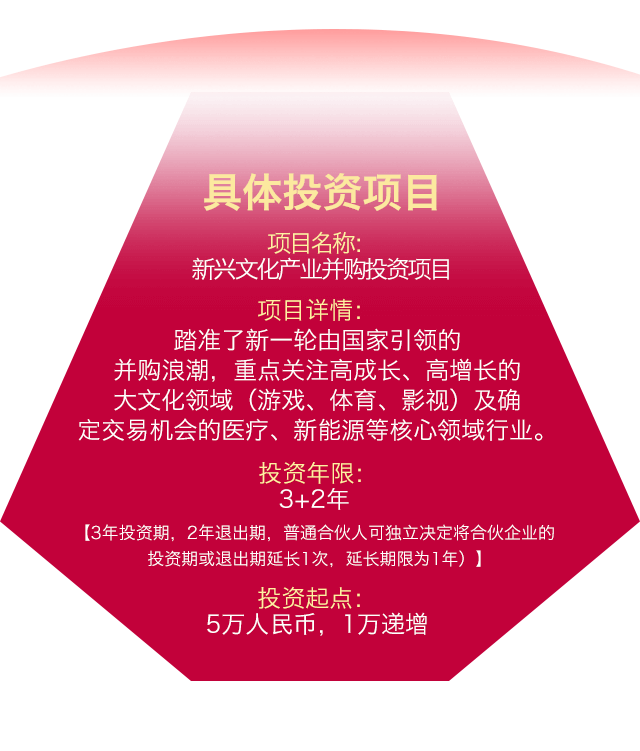 具体投资项目
项目名称:
新兴文化产业并购投资项目
项目详情:
踏准了新一轮由国家引领的
并购浪潮，重点关注高成长、高增长的
大文化领域（游戏、体育、影视）及确
定交易机会的医疗、新能源等核心领域行业。
投资年限:
3+2年
【3年投资期，2年退出期，普通合伙人可独立决定将合伙企业的
投资期或退出期延长1次，延长期限为1年）】
投资起点:
5万人民币，1万递增